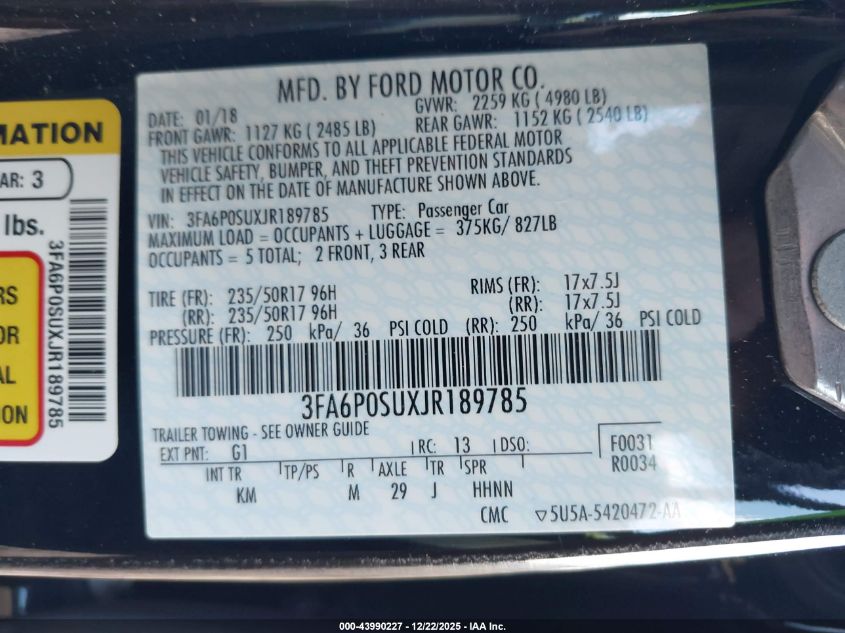 MFD. BY FORD MOTOR CO.
DATE: 01/18 GVWR: 2259 KG ( 4980 LB)
FRONT GAWR: 1127 KG ( 2485 LB) REAR GAWR: 1152 KG ( 2540 LB)
THIS VEHICLE CONFORMS TO ALL APPLICABLE FEDERAL MOTOR
VEHICLE SAFETY, BUMPER, AND THEFT PREVENTION STANDARDS
IN EFFECT ON THE DATE OF MANUFACTURE SHOWN ABOVE.
VIN: 3FA6P0SUXJR189785 TYPE: Passenger Car
MAXIMUM LOAD = OCCUPANTS + LUGGAGE = 375KG/ 827LB
OCCUPANTS = 5 TOTAL; 2 FRONT, 3 REAR
TIRE (FR): 235/50R17 96H RIMS (FR): 17x7.5J
(RR): 235/50R17 96H (RR): 17x7.5J
PRESSURE (FR): 250 kPa/ 36 PSI COLD (RR): 250 kPa/ 36 PSI COLD
3FA6P0SUXJR189785
TRAILER TOWING - SEE OWNER GUIDE
EXT PNT: G1 RC: 13 DSO: F0031
R0034
INT TR TP/PS R AXLE TR SPR
KM M 29 J HHNN
CMC ▽5U5A-5420472-AA
MATION
AR: 3
lbs.
RS
OR
AL
ON
3FA6P0SUXJR189785
000-43990227 - 12/22/2025 - IAA Inc.